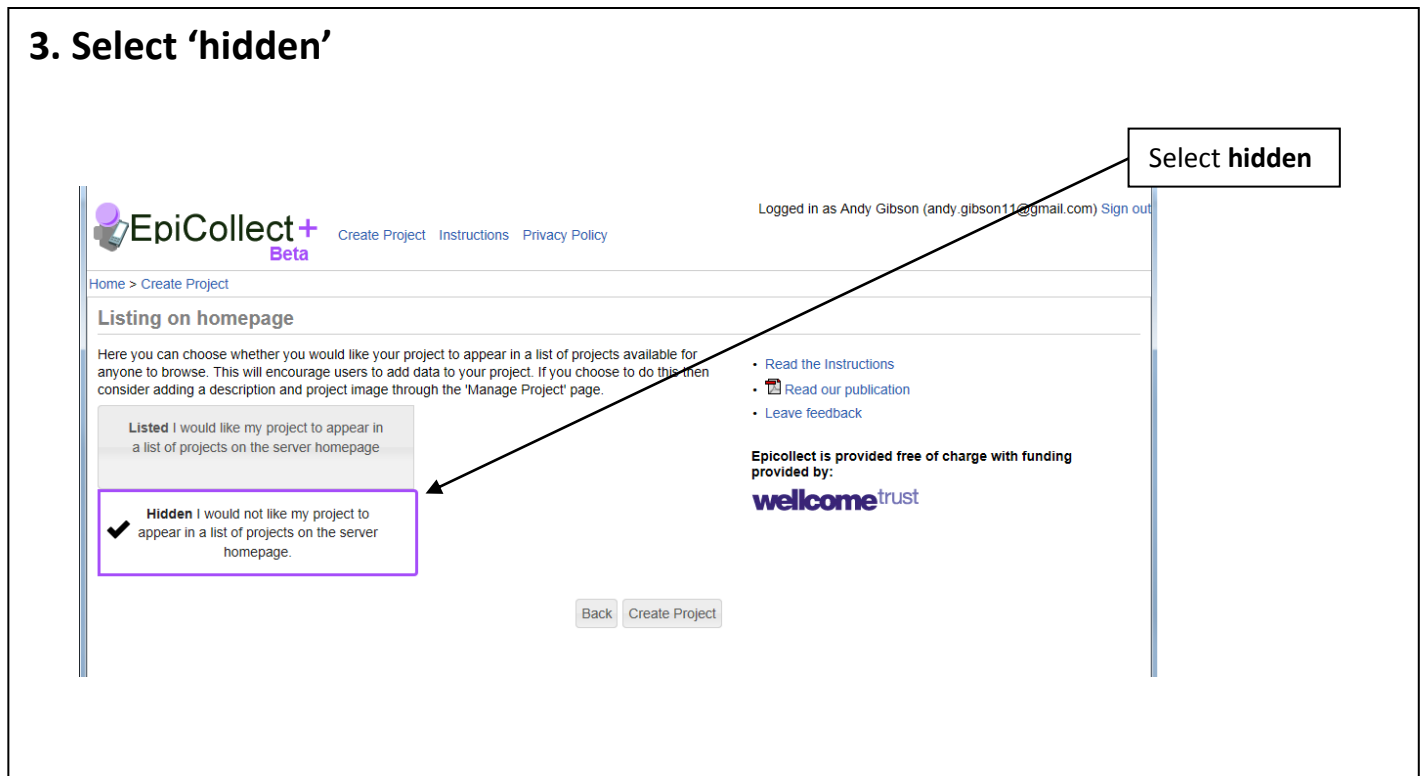 3. Select ‘hidden’
Select hidden
EpiCollect+
Beta
Create Project Instructions Privacy Policy
Logged in as Andy Gibson (andy.gibson11@gmail.com) Sign out
Home > Create Project
Listing on homepage
Here you can choose whether you would like your project to appear in a list of projects available for
anyone to browse. This will encourage users to add data to your project. If you choose to do this then
consider adding a description and project image through the 'Manage Project' page.
Listed I would like my project to appear in
a list of projects on the server homepage
Hidden I would not like my project to
appear in a list of projects on the server
homepage.
Back Create Project
• Read the Instructions
• Read our publication
• Leave feedback
Epicollect is provided free of charge with funding
provided by:
wellcometrust